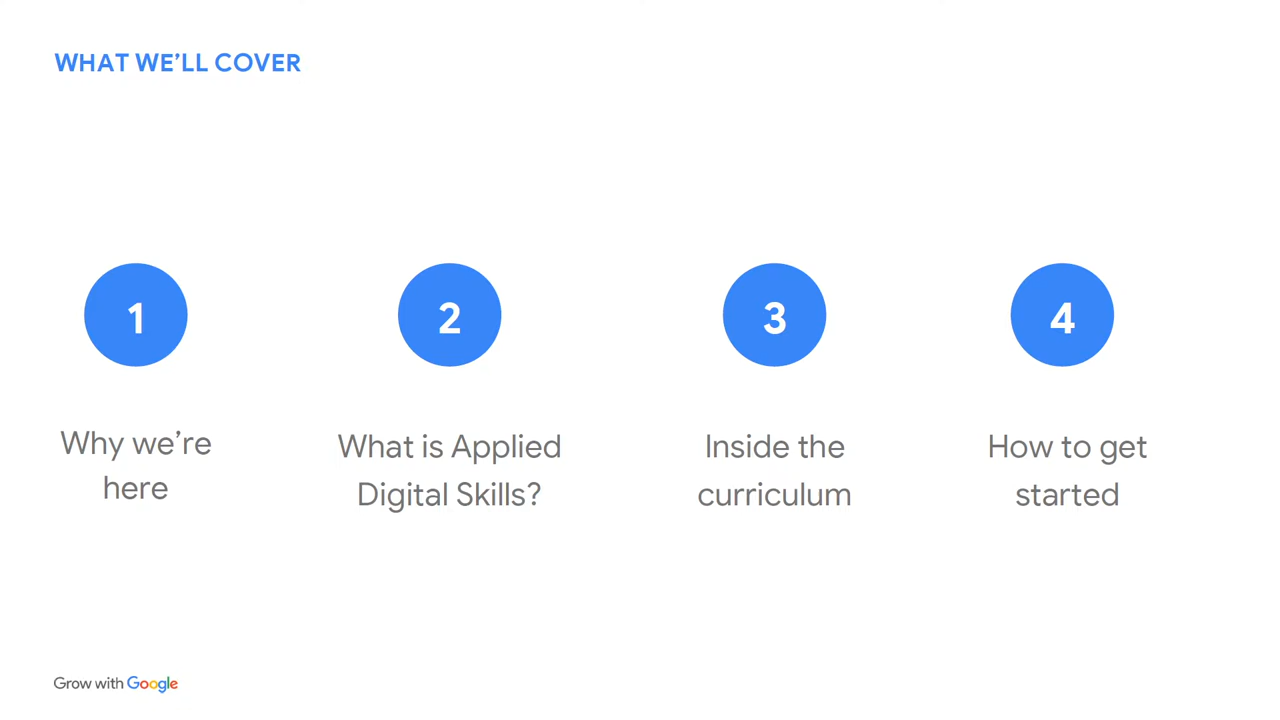 WHAT WE’LL COVER
1
Why we’re
here
2
What is Applied
Digital Skills?
3
Inside the
curriculum
4
How to get
started
Grow with Google